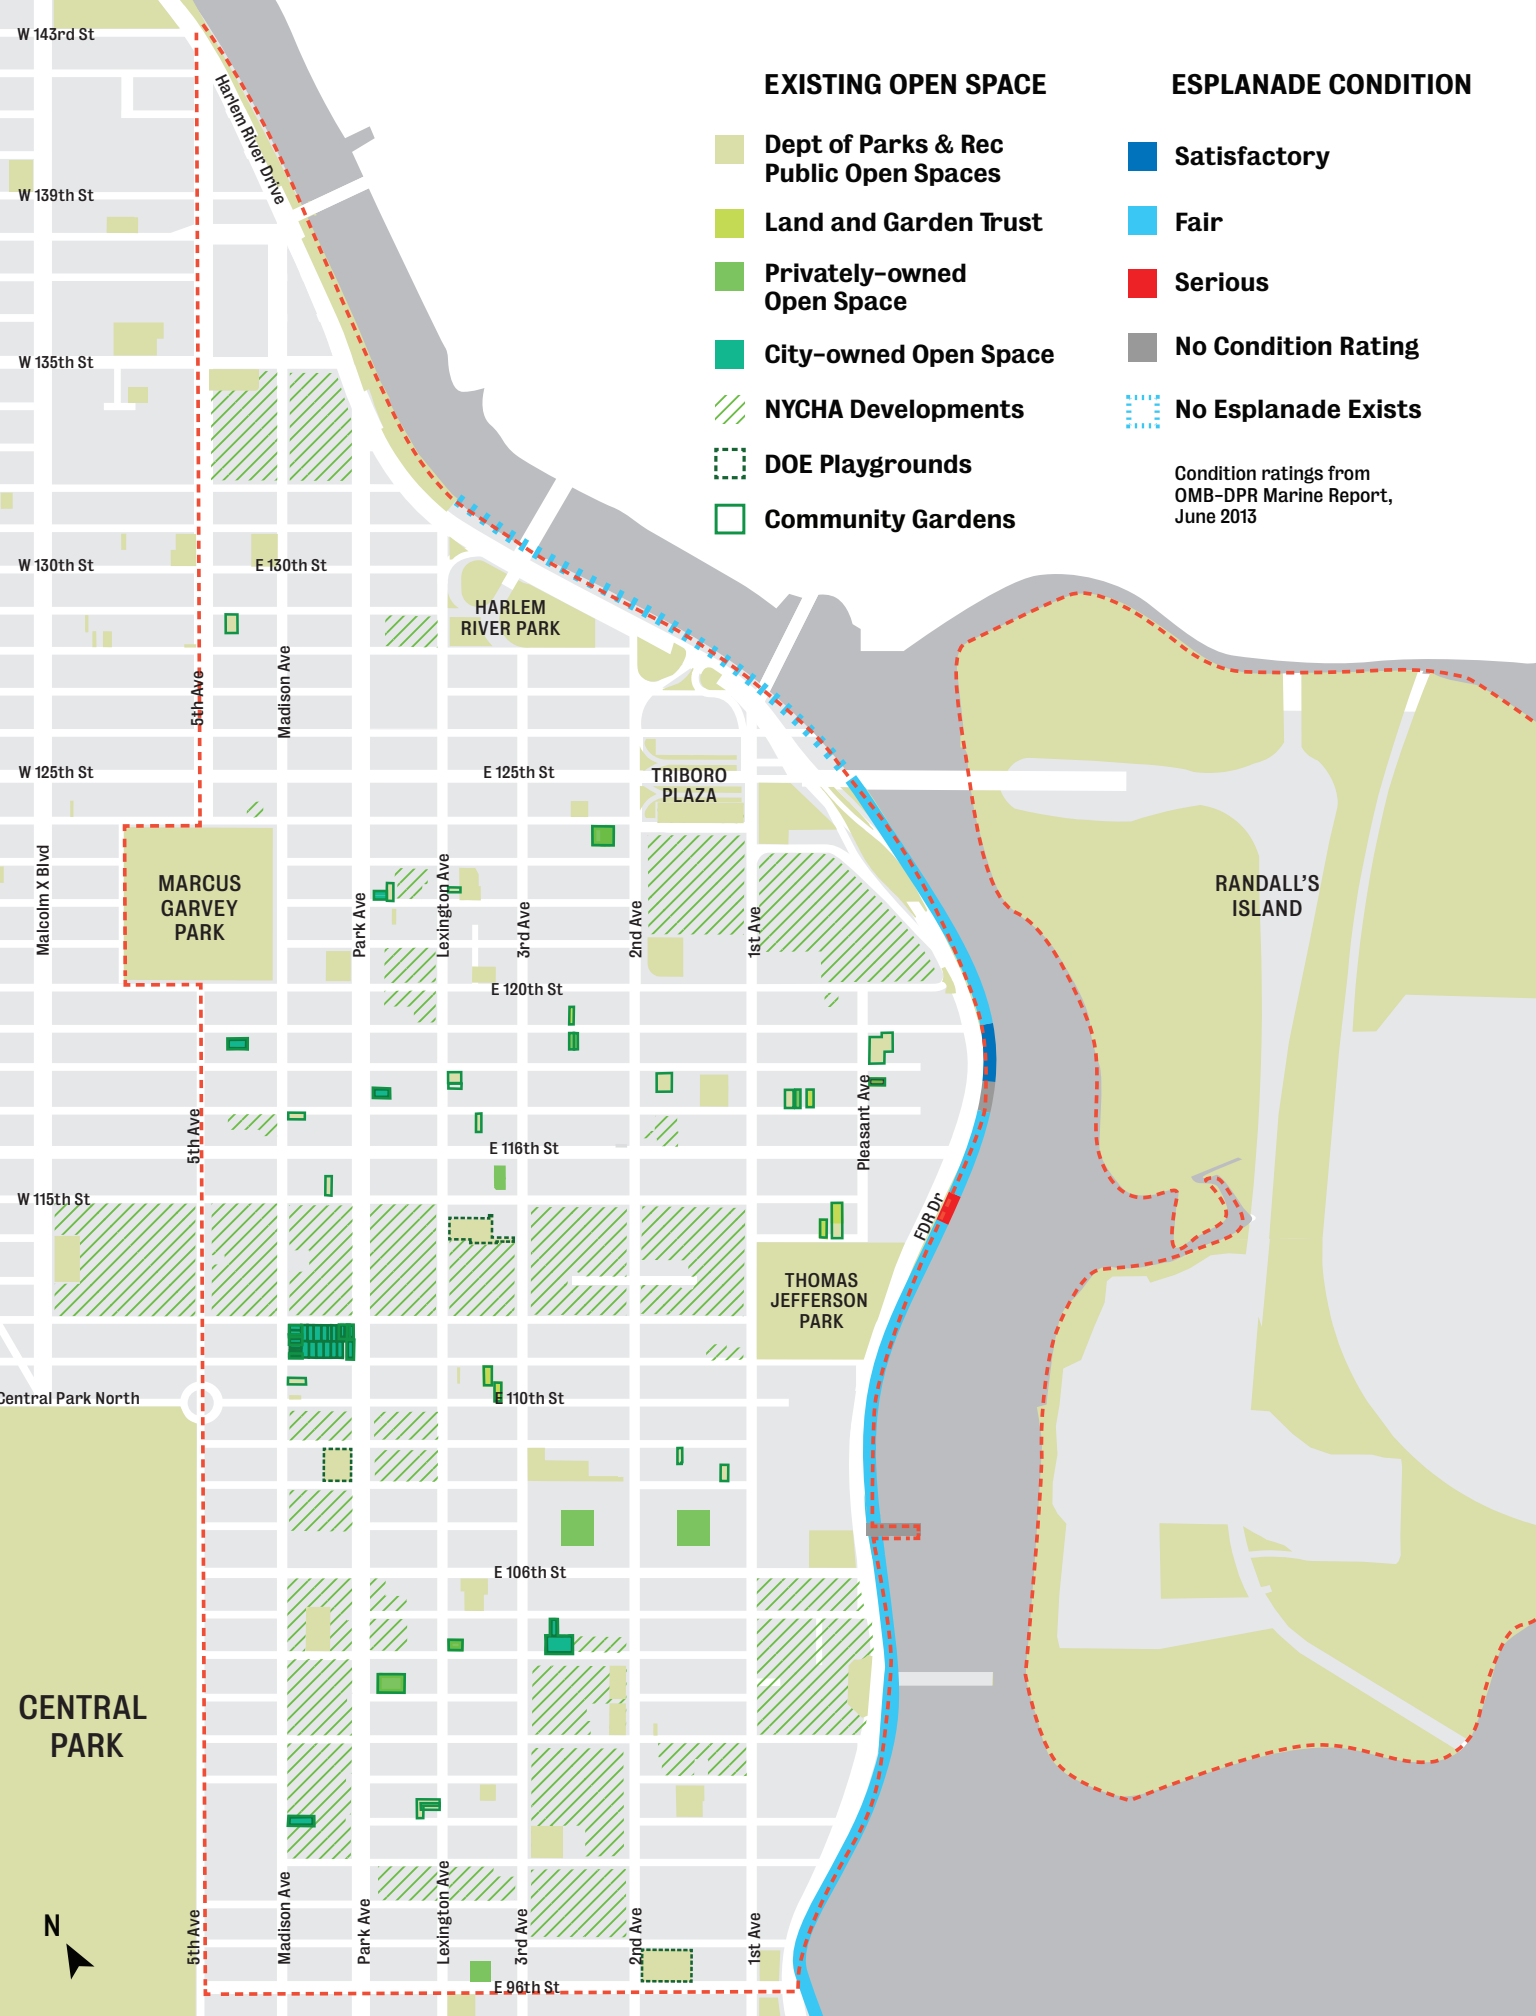 W 143rd St
Harlem River Drive
W 139th St
W 135th St
W 130th St
E 130th St
HARLEM
RIVER PARK
5th Ave
Madison Ave
W 125th St
E 125th St
TRIBORO
PLAZA
Malcolm X Blvd
MARCUS
GARVEY
PARK
Park Ave
Lexington Ave
3rd Ave
2nd Ave
1st Ave
RANDALL'S
ISLAND
E 120th St
5th Ave
E 116th St
Pleasant Ave
W 115th St
FDR Dr
THOMAS
JEFFERSON
PARK
Central Park North
E 110th St
E 106th St
CENTRAL
PARK
N
5th Ave
Madison Ave
Park Ave
Lexington Ave
3rd Ave
2nd Ave
1st Ave
E 96th St
EXISTING OPEN SPACE
Dept of Parks & Rec
Public Open Spaces
Land and Garden Trust
Privately-owned
Open Space
City-owned Open Space
NYCHA Developments
DOE Playgrounds
Community Gardens
ESPLANADE CONDITION
Satisfactory
Fair
Serious
No Condition Rating
No Esplanade Exists
Condition ratings from
OMB-DPR Marine Report,
June 2013